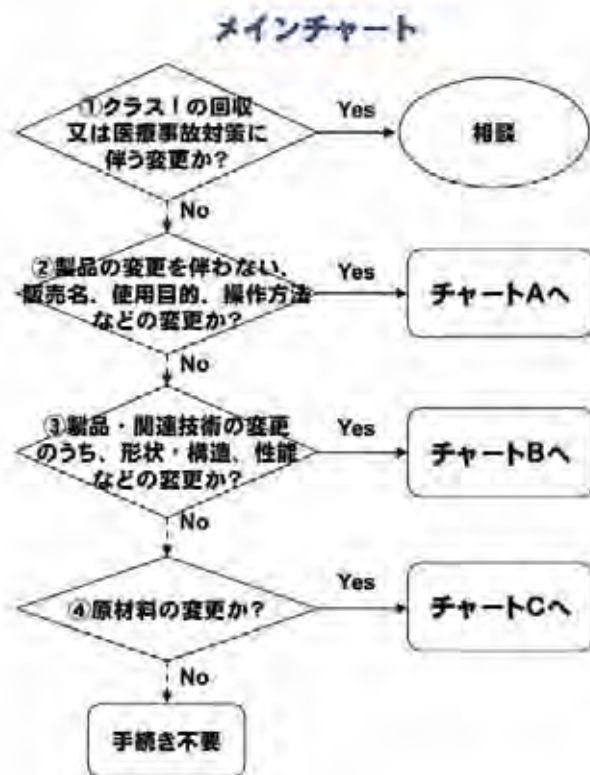 メインチャート
①クラスⅠの回収
又は医療事故対策に
伴う変更か？
Yes
相談
No
②製品の変更を伴わない、
販売名、使用目的、操作方法
などの変更か？
Yes
チャートAへ
No
③製品・関連技術の変更
のうち、形状・構造、性能
などの変更か？
Yes
チャートBへ
No
④原材料の変更か？
Yes
チャートCへ
No
手続き不要